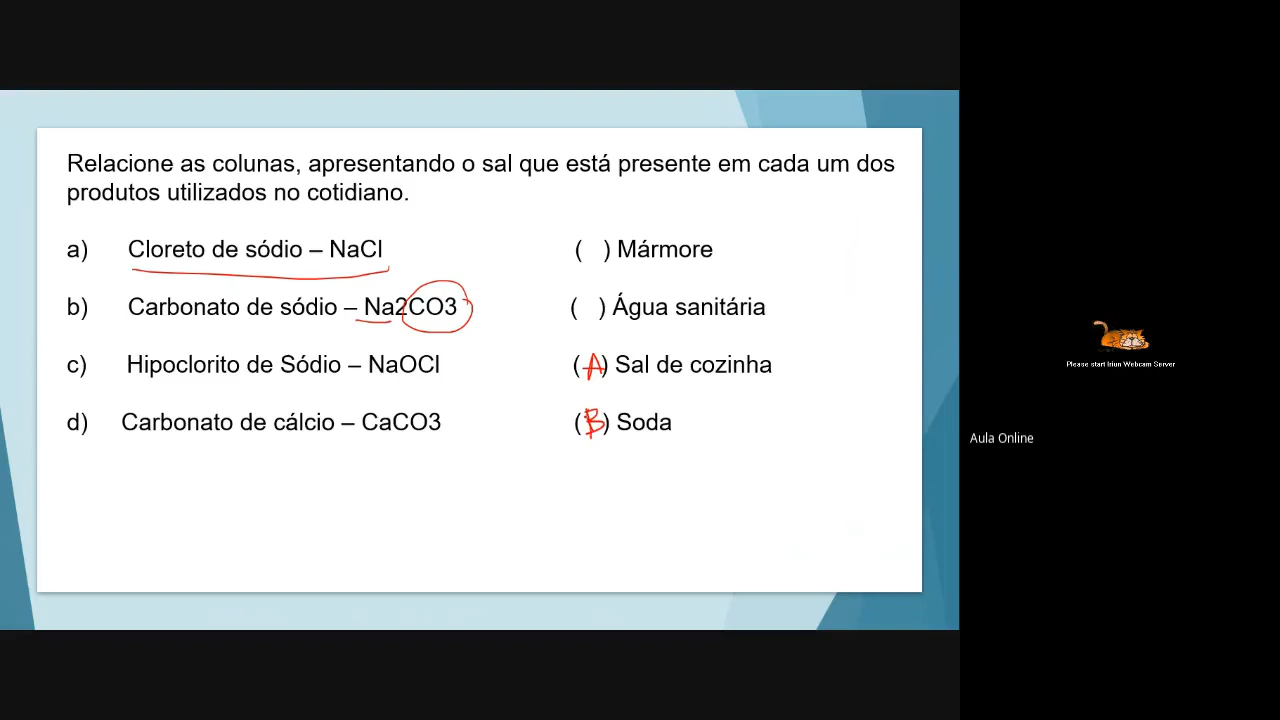 Relacione as colunas, apresentando o sal que está presente em cada um dos
produtos utilizados no cotidiano.
a) Cloreto de sódio – NaCl ( ) Mármore
b) Carbonato de sódio – Na2CO3 ( ) Água sanitária
c) Hipoclorito de Sódio – NaOCl (A) Sal de cozinha
d) Carbonato de cálcio – CaCO3 (B) Soda
Please start Iriun Webcam Server
Aula Online